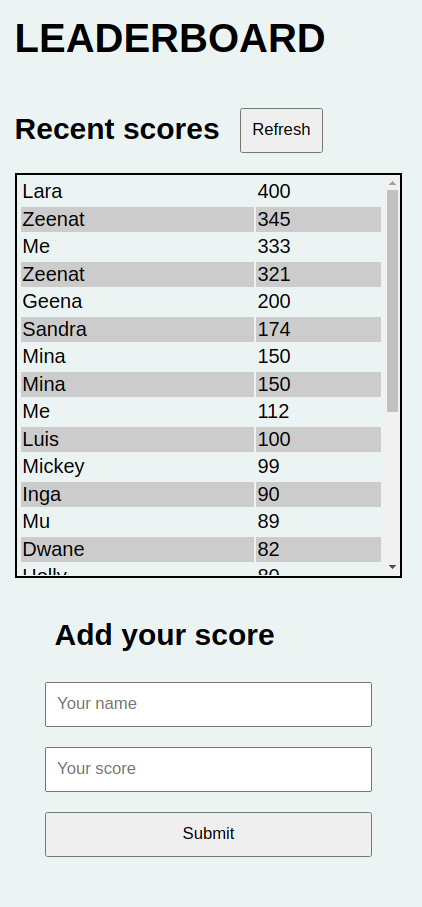 LEADERBOARD
Recent scores Refresh
Lara 400
Zeenat 345
Me 333
Zeenat 321
Geena 200
Sandra 174
Mina 150
Mina 150
Me 112
Luis 100
Mickey 99
Inga 90
Mu 89
Dwane 82
Holly 80
Add your score
Your name
Your score
Submit